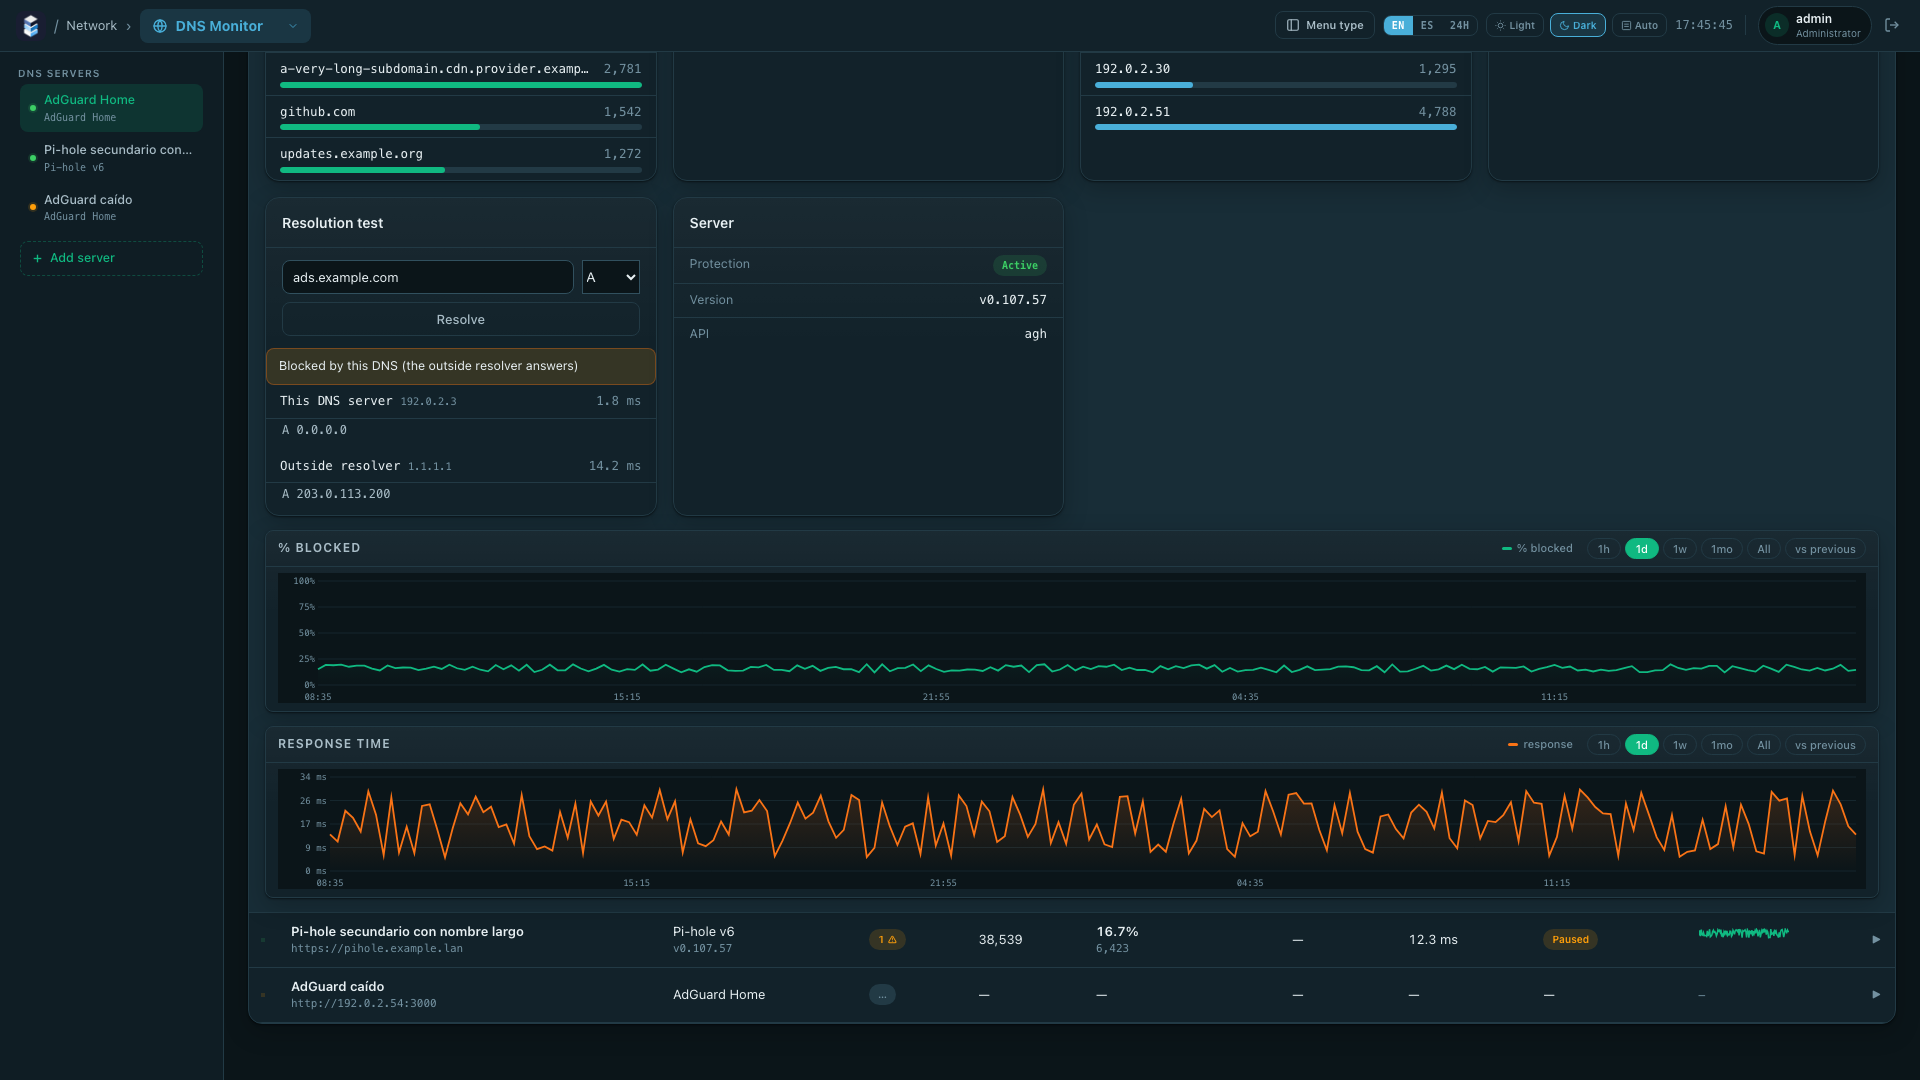 / Network › DNS Monitor
Menu type
EN ES 24H
Light Dark Auto
17:45:45
A admin
Administrator
DNS SERVERS
AdGuard Home
AdGuard Home
Pi-hole secundario con...
Pi-hole v6
AdGuard caído
AdGuard Home
+ Add server
a-very-long-subdomain.cdn.provider.examp… 2,781
github.com 1,542
updates.example.org 1,272
192.0.2.30 1,295
192.0.2.51 4,788
Resolution test
ads.example.com A
Resolve
Blocked by this DNS (the outside resolver answers)
This DNS server 192.0.2.3 1.8 ms
A 0.0.0.0
Outside resolver 1.1.1.1 14.2 ms
A 203.0.113.200
Server
Protection Active
Version v0.107.57
API agh
% BLOCKED
% blocked 1h 1d 1w 1mo All vs previous
100%
75%
50%
25%
0%
08:35 15:15 21:55 04:35 11:15
RESPONSE TIME
response 1h 1d 1w 1mo All vs previous
34 ms
26 ms
17 ms
9 ms
0 ms
08:35 15:15 21:55 04:35 11:15
Pi-hole secundario con nombre largo
https://pihole.example.lan
Pi-hole v6
v0.107.57
1 ⚠
38,539
16.7%
6,423
—
12.3 ms
Paused
AdGuard caído
http://192.0.2.54:3000
AdGuard Home
…
— — — — — –